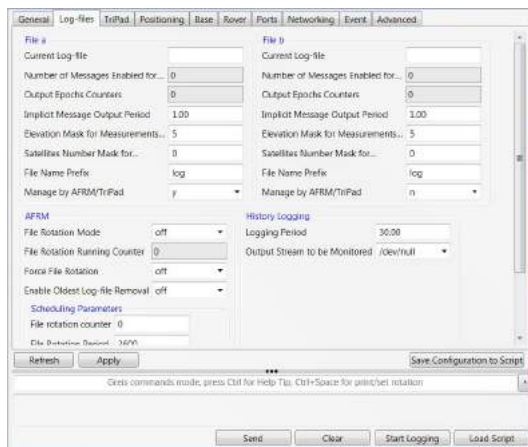 General Log-files TriPad Positioning Base Rover Ports Networking Event Advanced
File a
Current Log-file
Number of Messages Enabled for... 0
Output Epochs Counters 0
Implicit Message Output Period 1.00
Elevation Mask for Measurements... 5
Satellites Number Mask for... 0
File Name Prefix log
Manage by AFRM/TriPad y
File b
Current Log-file
Number of Messages Enabled for... 0
Output Epochs Counters 0
Implicit Message Output Period 1.00
Elevation Mask for Measurements... 5
Satellites Number Mask for... 0
File Name Prefix log
Manage by AFRM/TriPad n
AFRM
File Rotation Mode off
File Rotation Running Counter 0
Force File Rotation off
Enable Oldest Log-file Removal off
Scheduling Parameters
File rotation counter 0
File Rotation Period 3600
History Logging
Logging Period 30.00
Output Stream to be Monitored /dev/null
Refresh Apply Save Configuration to Script
Greis commands mode, press Ctrl for Help Tip, Ctrl+Space for print/set rotation
Send Clear Start Logging Load Script